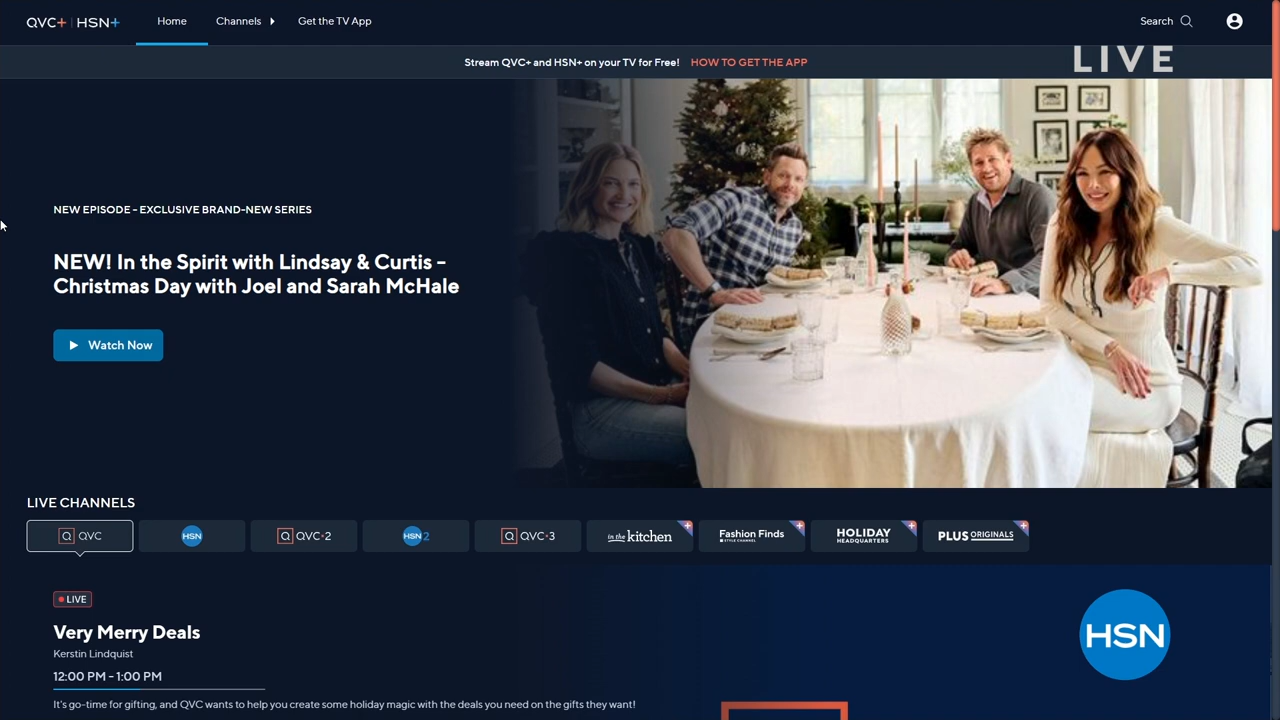 QVC+ | HSN+
Home
Channels
Get the TV App
Search
Stream QVC+ and HSN+ on your TV for Free! HOW TO GET THE APP
LIVE
NEW EPISODE - EXCLUSIVE BRAND-NEW SERIES
NEW! In the Spirit with Lindsay & Curtis -
Christmas Day with Joel and Sarah McHale
Watch Now
LIVE CHANNELS
Q QVC
HSN
Q QVC•2
HSN 2
Q QVC•3
in the kitchen
Fashion Finds
STYLE CHANNEL
HOLIDAY
HEADQUARTERS
PLUS ORIGINALS
LIVE
Very Merry Deals
Kerstin Lindquist
12:00 PM - 1:00 PM
It's go-time for gifting, and QVC wants to help you create some holiday magic with the deals you need on the gifts they want!
HSN